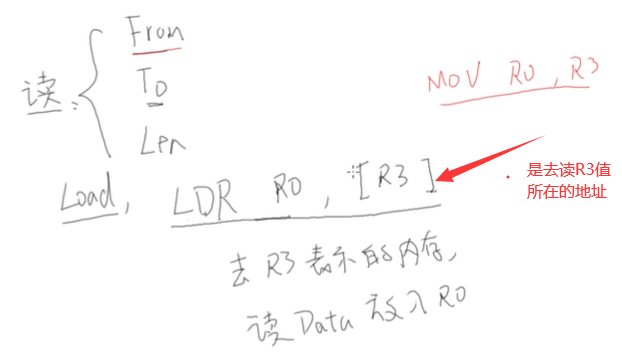 From
读:
To
Len
MOV R0, R3
Load, LDR R0, [R3]
是去读R3值
所在的地址
去R3表示的内存,
读Data放入R0